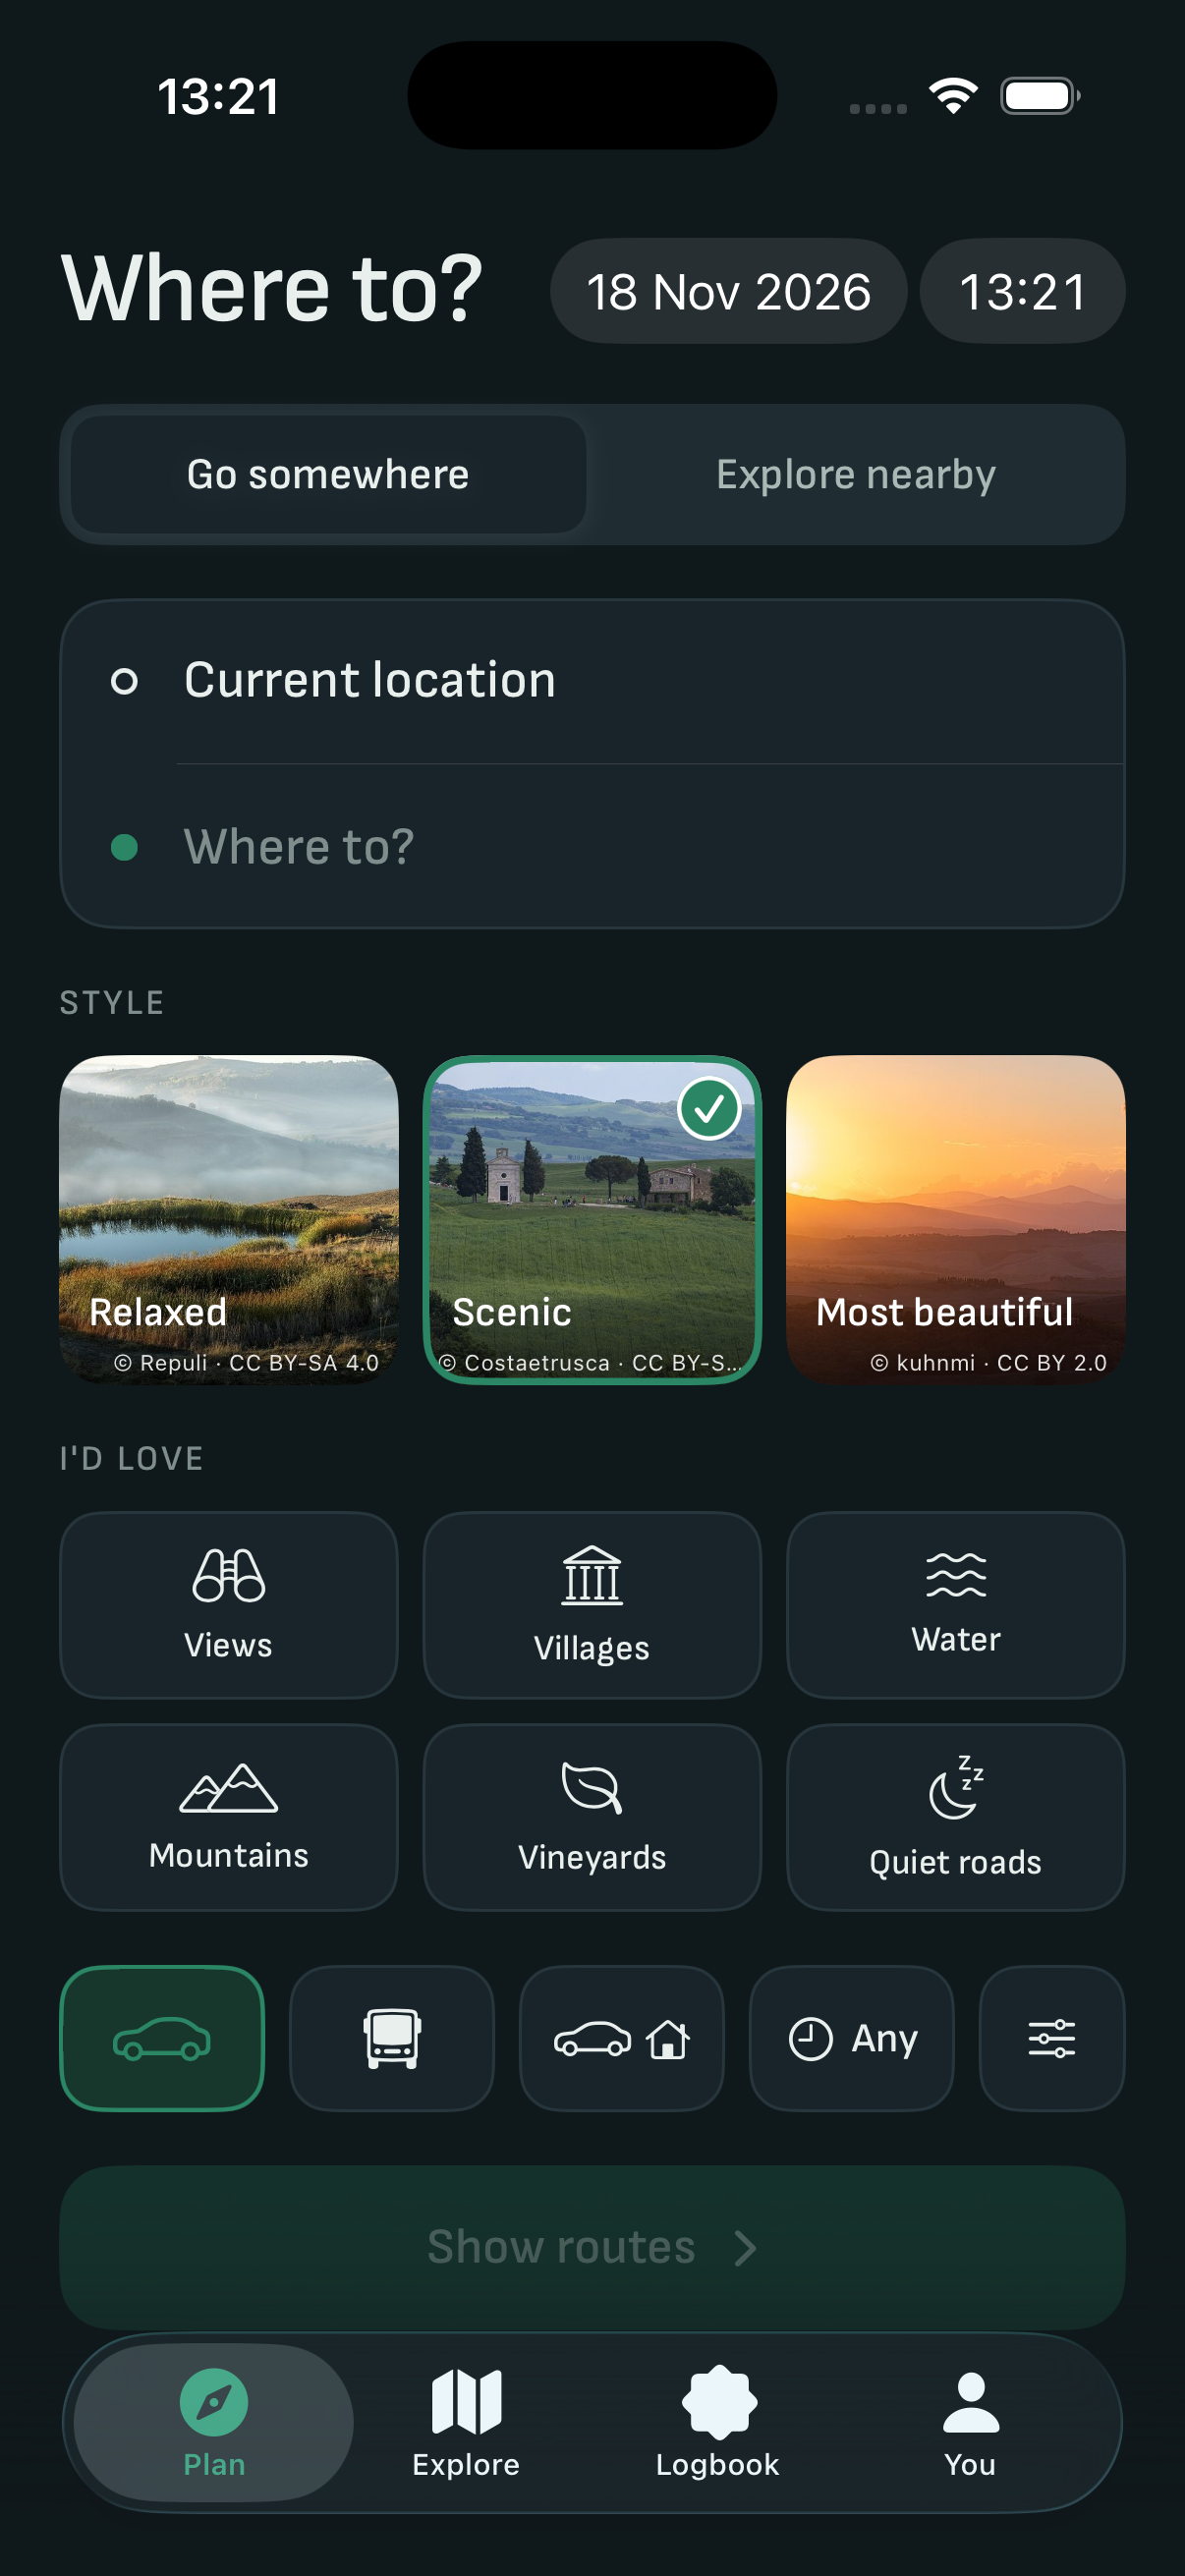 13:21
Where to?
18 Nov 2026
13:21
Go somewhere
Explore nearby
Current location
Where to?
STYLE
Relaxed
© Repuli · CC BY-SA 4.0
Scenic
© Costaetrusca · CC BY-S...
Most beautiful
© kuhnmi · CC BY 2.0
I'D LOVE
Views
Villages
Water
Mountains
Vineyards
Quiet roads
Any
Show routes
Plan
Explore
Logbook
You